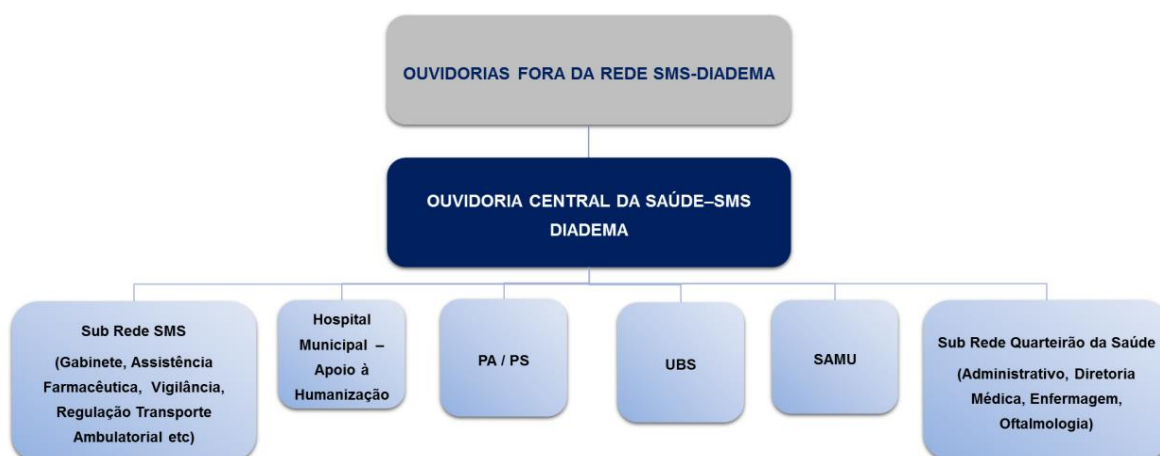 OUVIDORIAS FORA DA REDE SMS-DIADEMA
OUVIDORIA CENTRAL DA SAÚDE–SMS
DIADEMA
Sub Rede SMS
(Gabinete, Assistência
Farmacêutica, Vigilância,
Regulação Transporte
Ambulatorial etc)
Hospital
Municipal –
Apoio à
Humanização
PA / PS
UBS
SAMU
Sub Rede Quarteirão da Saúde
(Administrativo, Diretoria
Médica, Enfermagem,
Oftalmologia)